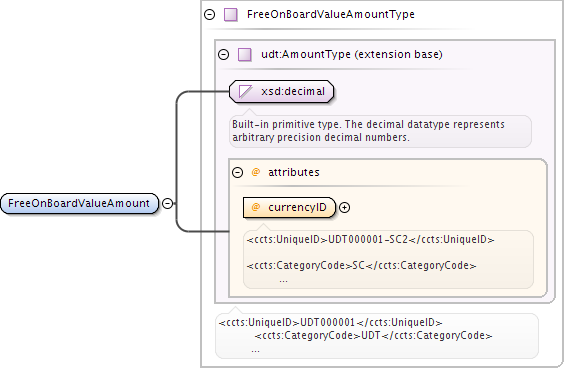 FreeOnBoardValueAmountType
udt:AmountType (extension base)
xsd:decimal
Built-in primitive type. The decimal datatype represents
arbitrary precision decimal numbers.
@ attributes
FreeOnBoardValueAmount
@ currencyID
<ccts:UniqueID>UDT000001-SC2</ccts:UniqueID>
<ccts:CategoryCode>SC</ccts:CategoryCode>
...
<ccts:UniqueID>UDT000001</ccts:UniqueID>
<ccts:CategoryCode>UDT</ccts:CategoryCode>
...